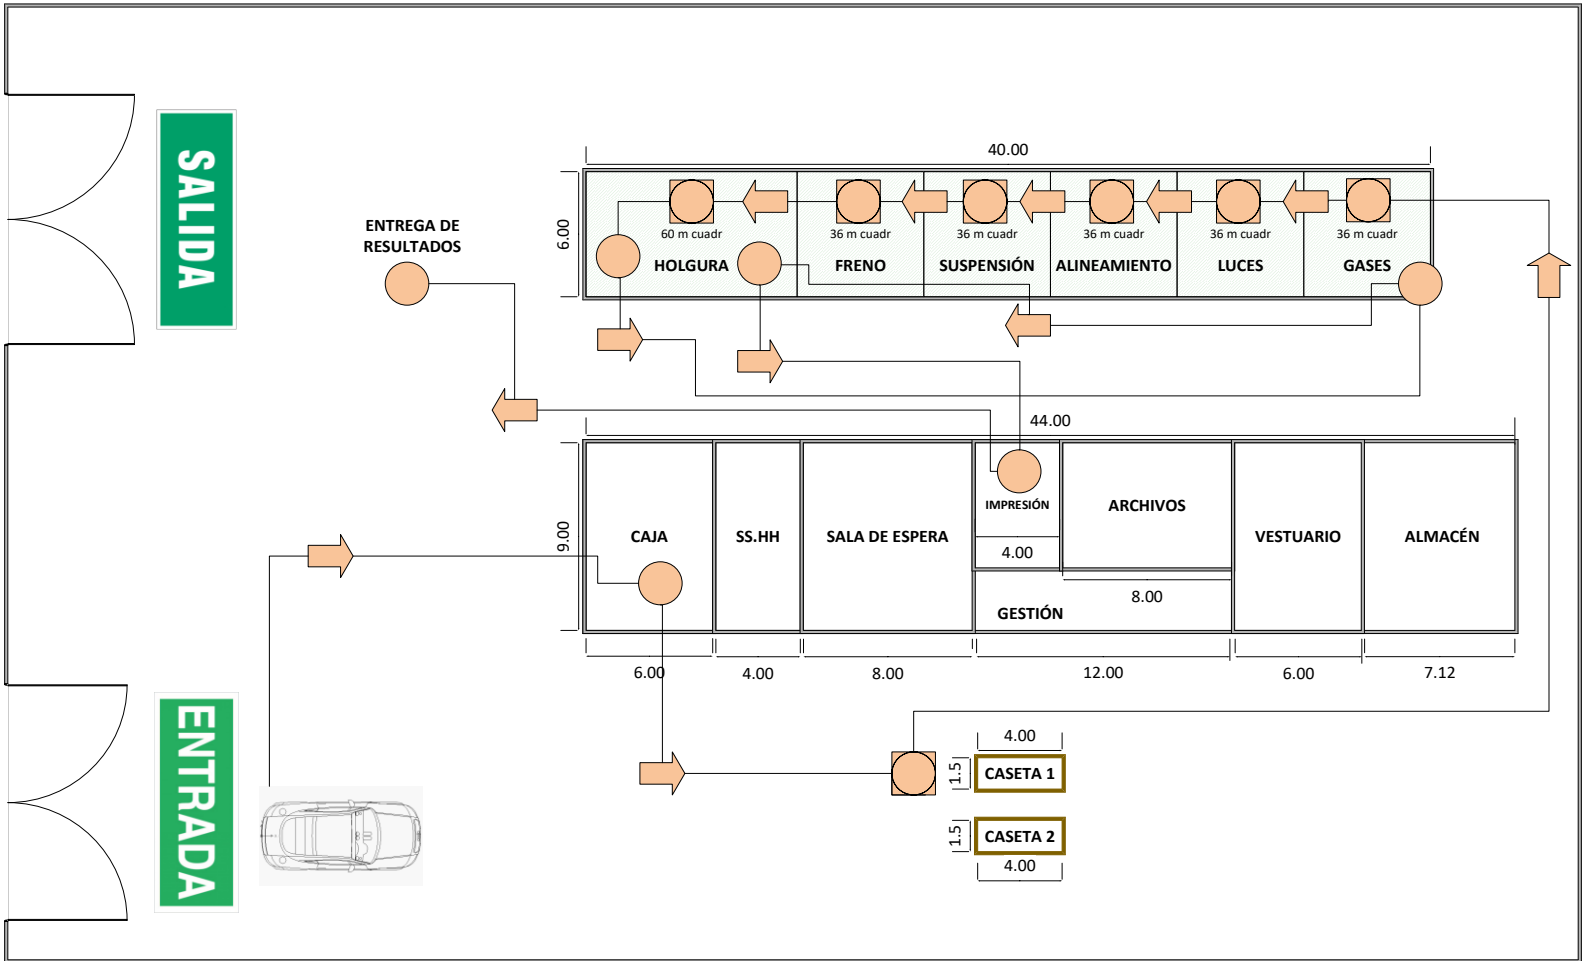 SALIDA
ENTREGA DE
RESULTADOS
40.00
6.00
60 m cuadr
36 m cuadr
36 m cuadr
36 m cuadr
36 m cuadr
36 m cuadr
HOLGURA
FRENO
SUSPENSIÓN
ALINEAMIENTO
LUCES
GASES
44.00
9.00
CAJA
SS.HH
SALA DE ESPERA
IMPRESIÓN
4.00
ARCHIVOS
8.00
GESTIÓN
VESTUARIO
ALMACÉN
6.00
4.00
8.00
12.00
6.00
7.12
ENTRADA
4.00
1.5
CASETA 1
1.5
CASETA 2
4.00